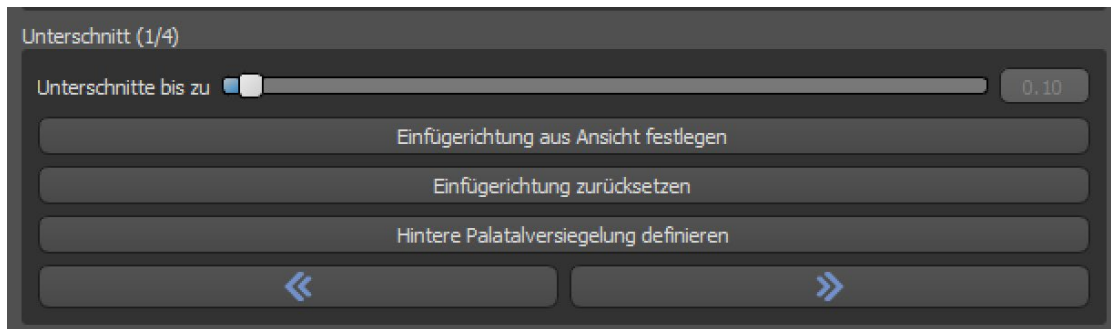 Unterschnitt (1/4)
Unterschnitte bis zu 0.10
Einfügerichtung aus Ansicht festlegen
Einfügerichtung zurücksetzen
Hintere Palatalversiegelung definieren